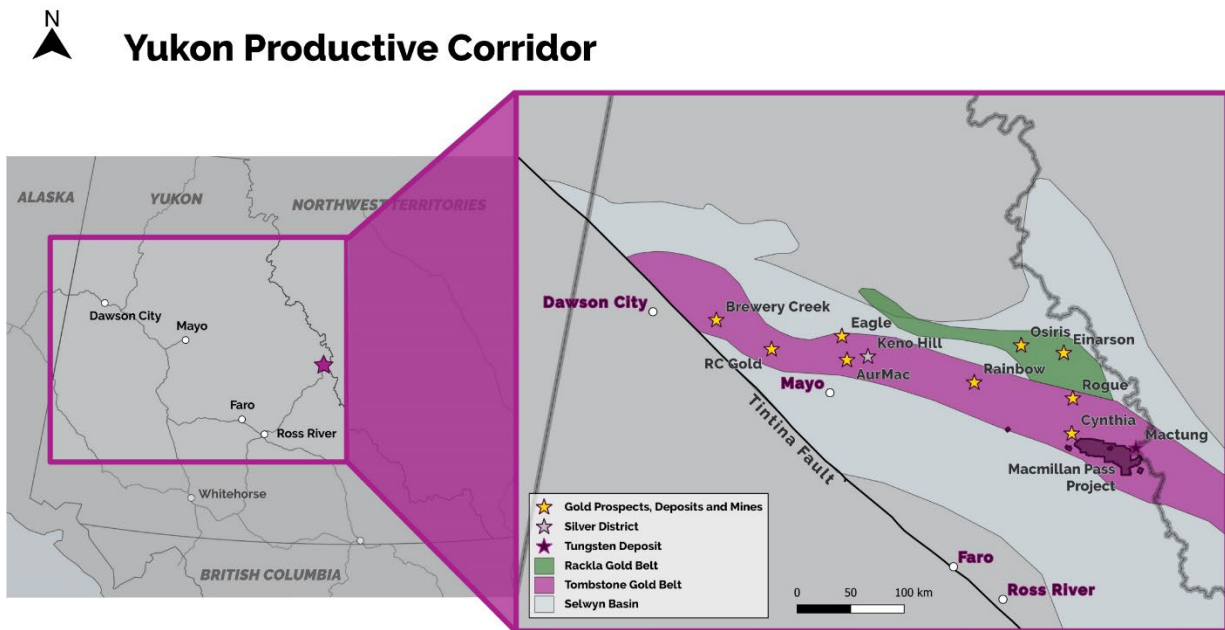 N
Yukon Productive Corridor
ALASKA
YUKON
NORTHWEST TERRITORIES
Dawson City
Mayo
Faro
Ross River
Whitehorse
BRITISH COLUMBIA
Dawson City
Brewery Creek
Eagle
Keno Hill
Osiris
Einarson
RC Gold
AurMac
Mayo
Rainbow
Rogue
Tintina Fault
Cynthia
Mactung
Macmillan Pass
Project
Gold Prospects, Deposits and Mines
Silver District
Tungsten Deposit
Rackla Gold Belt
Tombstone Gold Belt
Selwyn Basin
0 50 100 km
Faro
Ross River